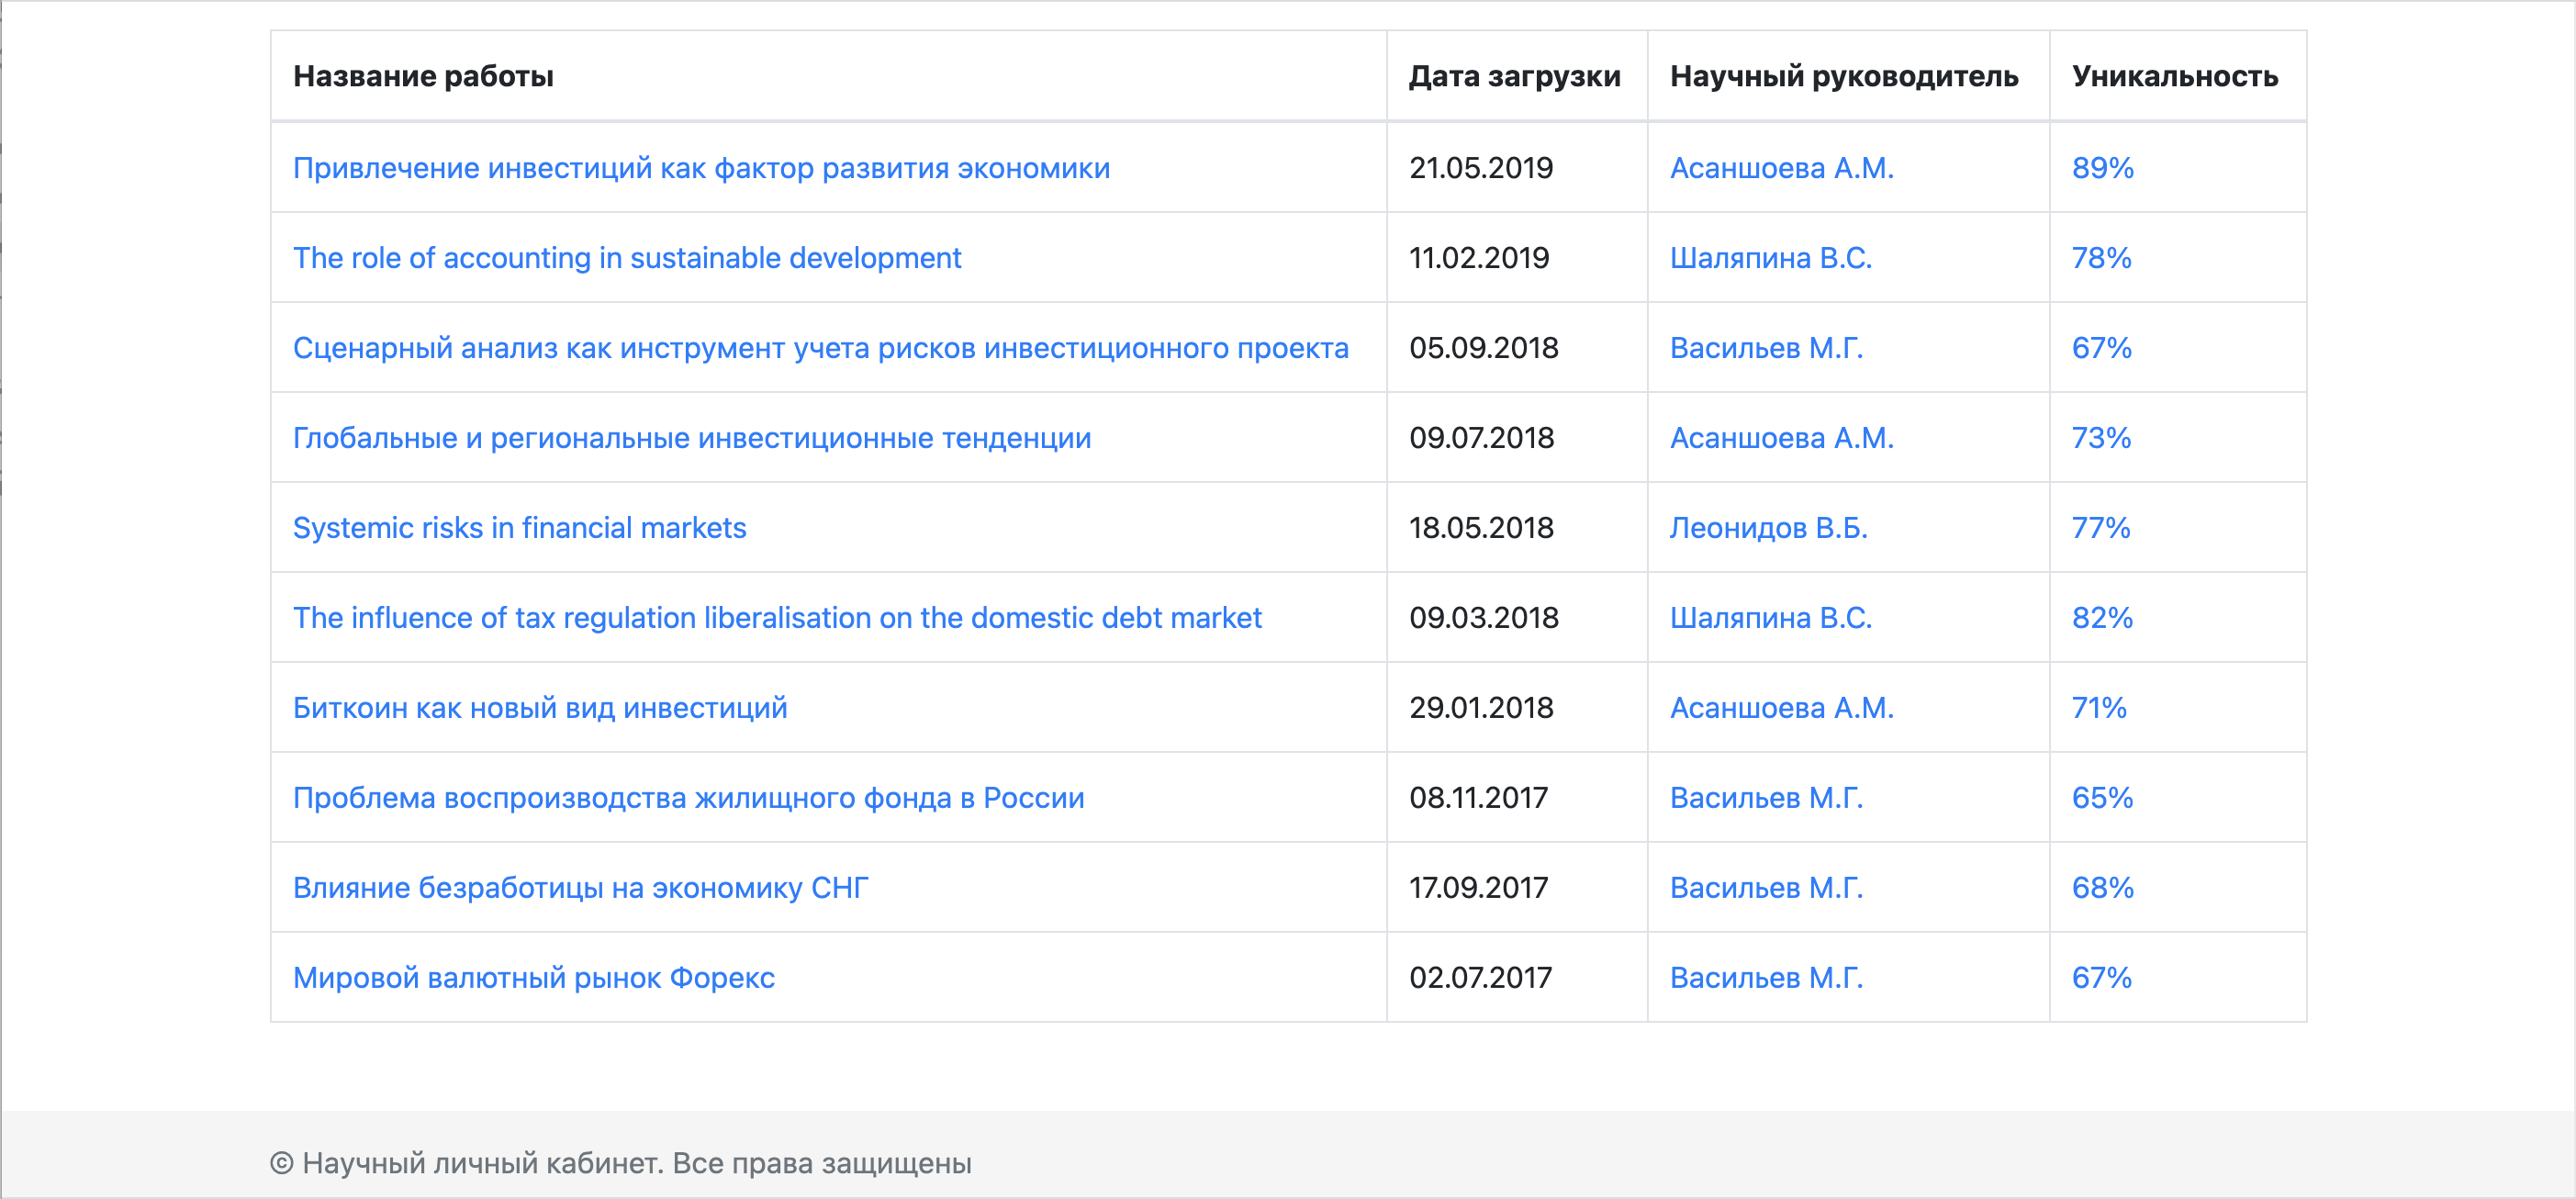 Название работы Дата загрузки Научный руководитель Уникальность
Привлечение инвестиций как фактор развития экономики 21.05.2019 Асаншоева А.М. 89%
The role of accounting in sustainable development 11.02.2019 Шаляпина В.С. 78%
Сценарный анализ как инструмент учета рисков инвестиционного проекта 05.09.2018 Васильев М.Г. 67%
Глобальные и региональные инвестиционные тенденции 09.07.2018 Асаншоева А.М. 73%
Systemic risks in financial markets 18.05.2018 Леонидов В.Б. 77%
The influence of tax regulation liberalisation on the domestic debt market 09.03.2018 Шаляпина В.С. 82%
Биткоин как новый вид инвестиций 29.01.2018 Асаншоева А.М. 71%
Проблема воспроизводства жилищного фонда в России 08.11.2017 Васильев М.Г. 65%
Влияние безработицы на экономику СНГ 17.09.2017 Васильев М.Г. 68%
Мировой валютный рынок Форекс 02.07.2017 Васильев М.Г. 67%
© Научный личный кабинет. Все права защищены